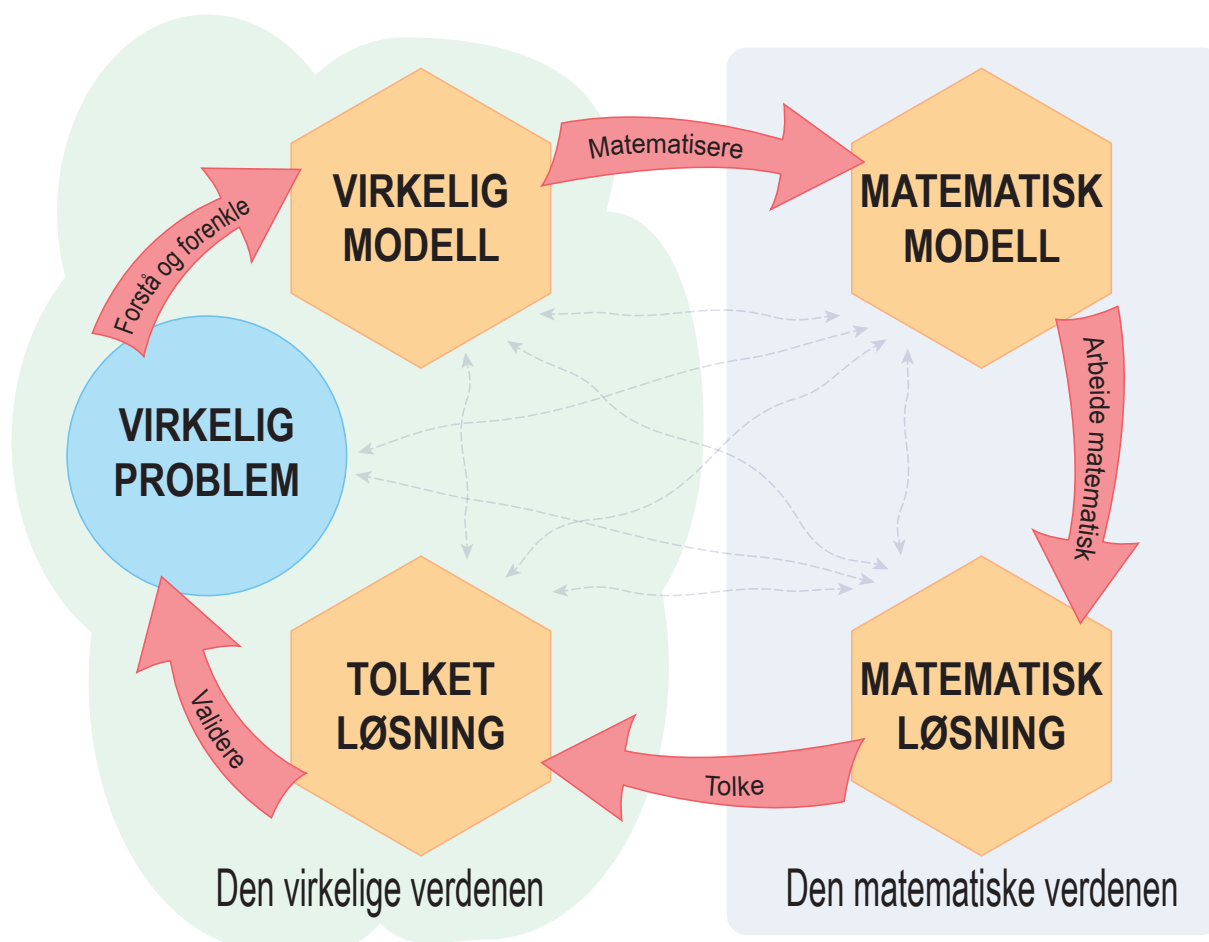 VIRKELIG
MODELL
Matematisere
MATEMATISK
MODELL
Forstå og forenkle
VIRKELIG
PROBLEM
Arbeide matematisk
TOLKET
LØSNING
MATEMATISK
LØSNING
Validere
Tolke
Den virkelige verdenen
Den matematiske verdenen